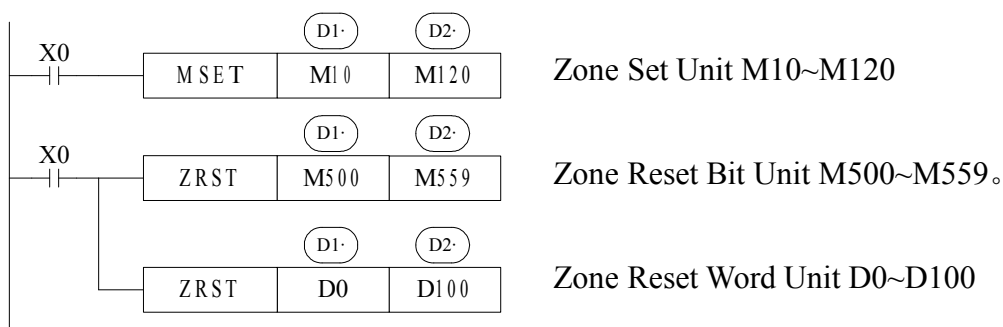 D1· D2·
X0
MSET M10 M120 Zone Set Unit M10~M120
D1· D2·
X0
ZRST M500 M559 Zone Reset Bit Unit M500~M559。
D1· D2·
ZRST D0 D100 Zone Reset Word Unit D0~D100